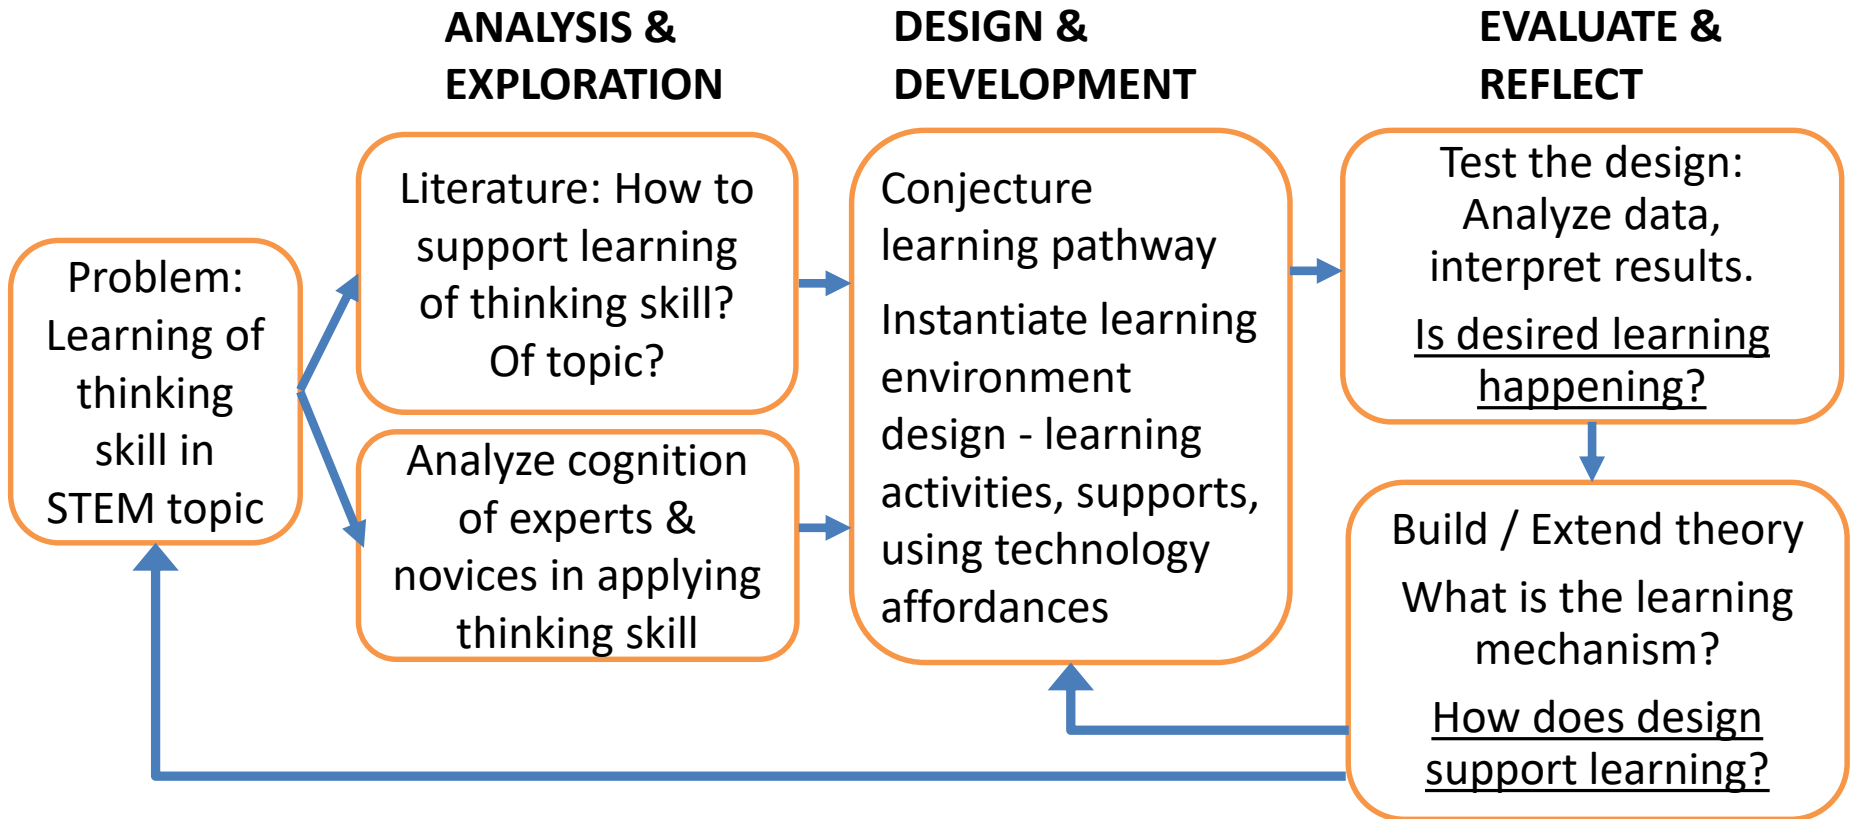 ANALYSIS &
EXPLORATION
DESIGN &
DEVELOPMENT
EVALUATE &
REFLECT
Problem:
Learning of
thinking
skill in
STEM topic
Literature: How to
support learning
of thinking skill?
Of topic?
Analyze cognition
of experts &
novices in applying
thinking skill
Conjecture
learning pathway
Instantiate learning
environment
design - learning
activities, supports,
using technology
affordances
Test the design:
Analyze data,
interpret results.
Is desired learning
happening?
Build / Extend theory
What is the learning
mechanism?
How does design
support learning?